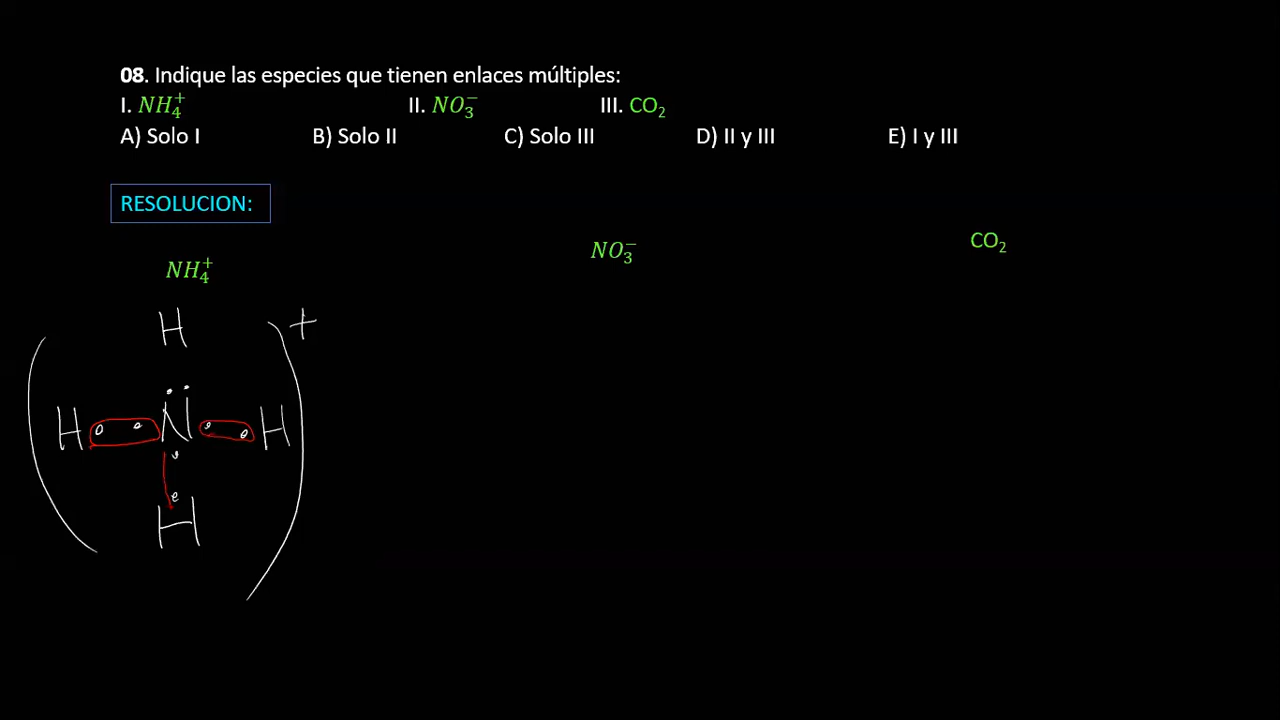 08. Indique las especies que tienen enlaces múltiples:
I. NH₄⁺ II. NO₃⁻ III. CO₂
A) Solo I B) Solo II C) Solo III D) II y III E) I y III
RESOLUCION:
NH₄⁺ NO₃⁻ CO₂
H +
H N H
H